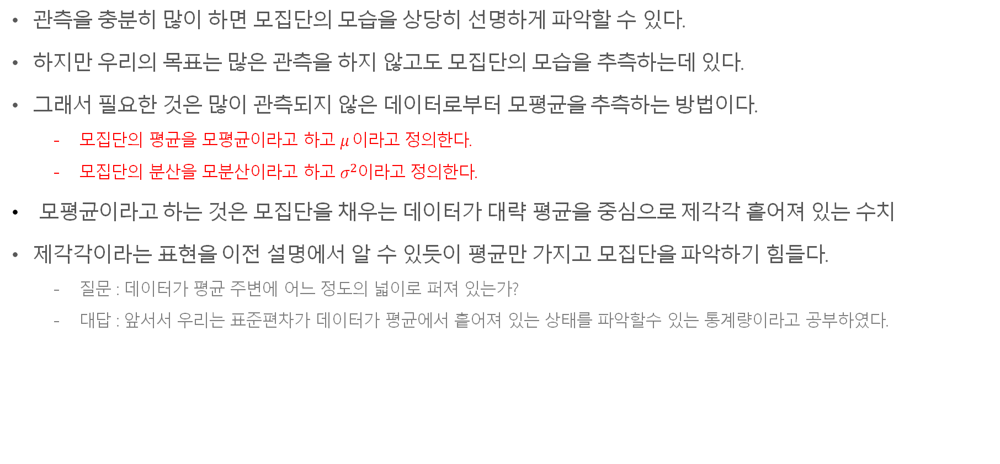 • 관측을 충분히 많이 하면 모집단의 모습을 상당히 선명하게 파악할 수 있다.
• 하지만 우리의 목표는 많은 관측을 하지 않고도 모집단의 모습을 추측하는데 있다.
• 그래서 필요한 것은 많이 관측되지 않은 데이터로부터 모평균을 추측하는 방법이다.
- 모집단의 평균을 모평균이라고 하고 μ 이라고 정의한다.
- 모집단의 분산을 모분산이라고 하고 σ²이라고 정의한다.
• 모평균이라고 하는 것은 모집단을 채우는 데이터가 대략 평균을 중심으로 제각각 흩어져 있는 수치
• 제각각이라는 표현을 이전 설명에서 알 수 있듯이 평균만 가지고 모집단을 파악하기 힘들다.
- 질문 : 데이터가 평균 주변에 어느 정도의 넓이로 퍼져 있는가?
- 대답 : 앞서서 우리는 표준편차가 데이터가 평균에서 흩어져 있는 상태를 파악할수 있는 통계량이라고 공부하였다.